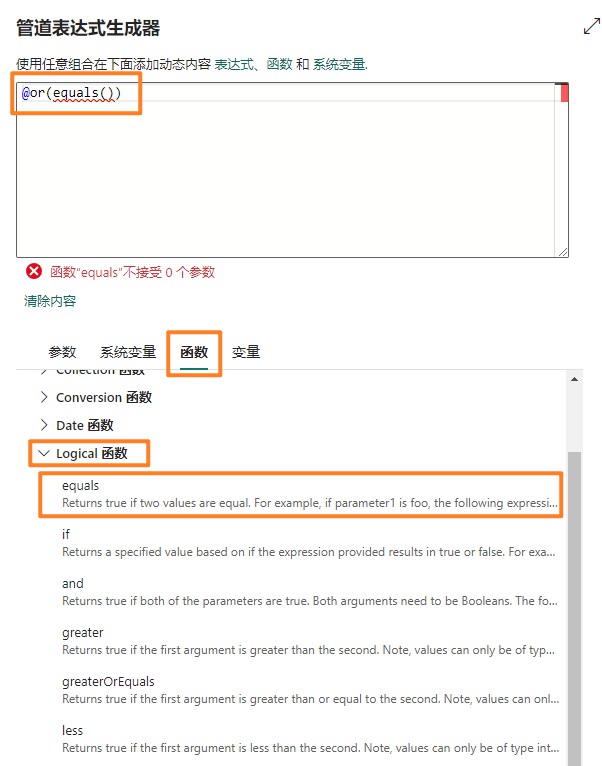 管道表达式生成器
使用任意组合在下面添加动态内容 表达式、函数 和 系统变量.
@or(equals())
函数"equals"不接受 0 个参数
清除内容
参数 系统变量 函数 变量
Collection 函数
Conversion 函数
Date 函数
Logical 函数
equals
Returns true if two values are equal. For example, if parameter1 is foo, the following expressi...
if
Returns a specified value based on if the expression provided results in true or false. For exa...
and
Returns true if both of the parameters are true. Both arguments need to be Booleans. The fo...
greater
Returns true if the first argument is greater than the second. Note, values can only be of typ...
greaterOrEquals
Returns true if the first argument is greater than or equal to the second. Note, values can onl...
less
Returns true if the first argument is less than the second. Note, values can only be of type int...